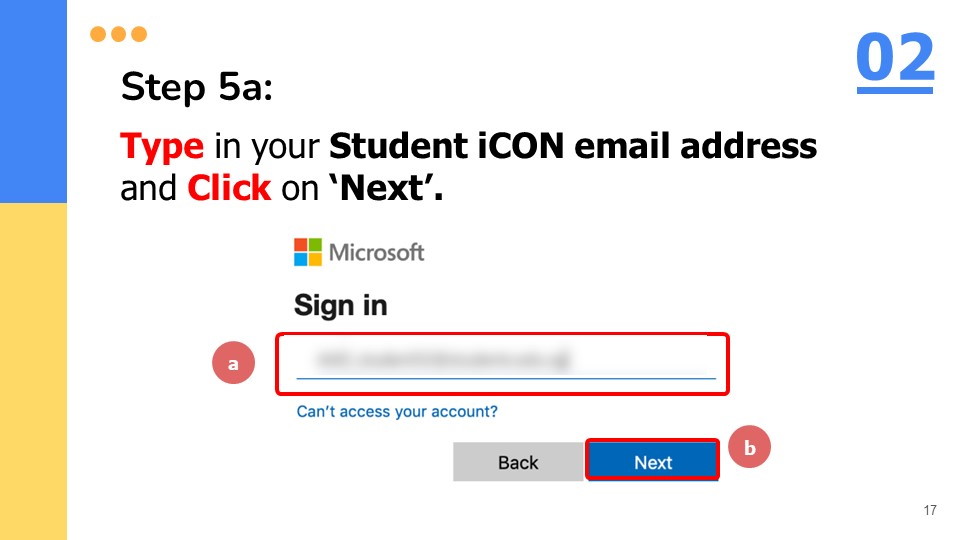 02
Step 5a:
Type in your Student iCON email address
and Click on ‘Next’.
Microsoft
Sign in
a
Can't access your account?
Back
Next
b
17